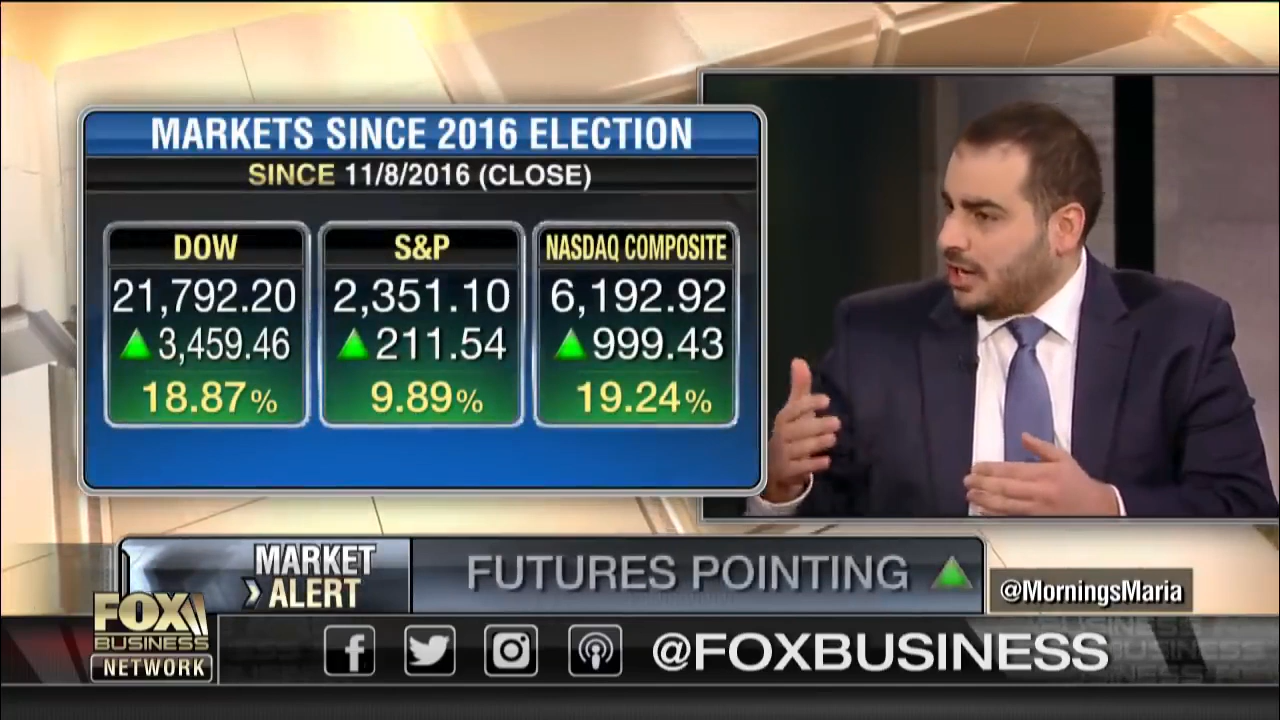 MARKETS SINCE 2016 ELECTION
SINCE 11/8/2016 (CLOSE)
DOW
21,792.20
▲3,459.46
18.87%
S&P
2,351.10
▲211.54
9.89%
NASDAQ COMPOSITE
6,192.92
▲999.43
19.24%
MARKET
ALERT
FUTURES POINTING ▲
@MorningsMaria
FOX
BUSINESS
NETWORK
@FOXBUSINESS